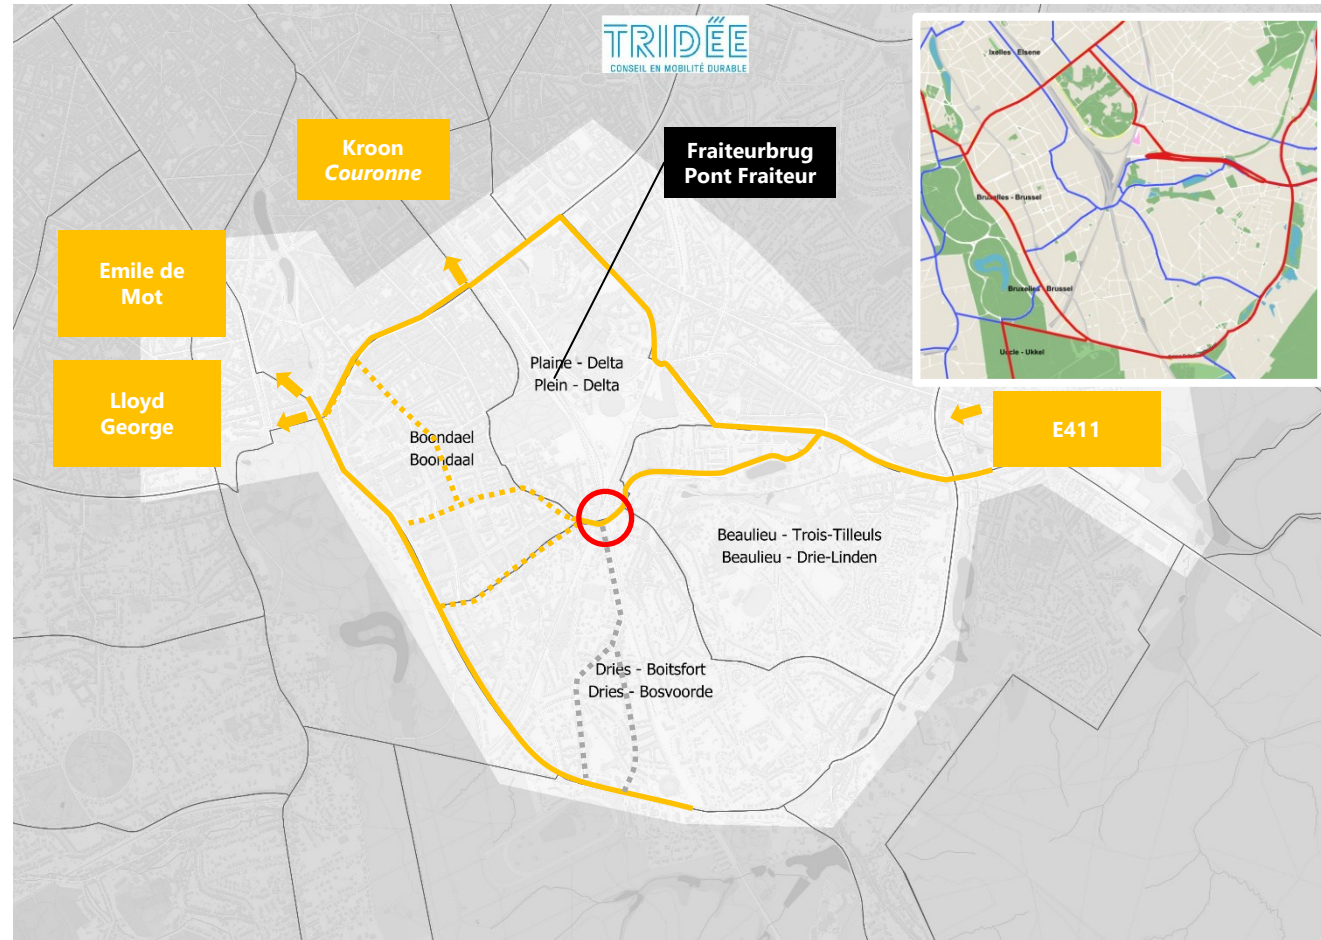 TRIDËË
CONSEIL EN MOBILITÉ DURABLE
Kroon
Couronne
Fraiteurbrug
Pont Fraiteur
Ixelles - Elsene
Bruxelles - Brussel
Bruxelles - Brussel
Uccle - Ukkel
Emile de
Mot
Lloyd
George
Plaine - Delta
Plein - Delta
E411
Boondael
Boondaal
Beaulieu - Trois-Tilleuls
Beaulieu - Drie-Linden
Dries - Boitsfort
Dries - Bosvoorde